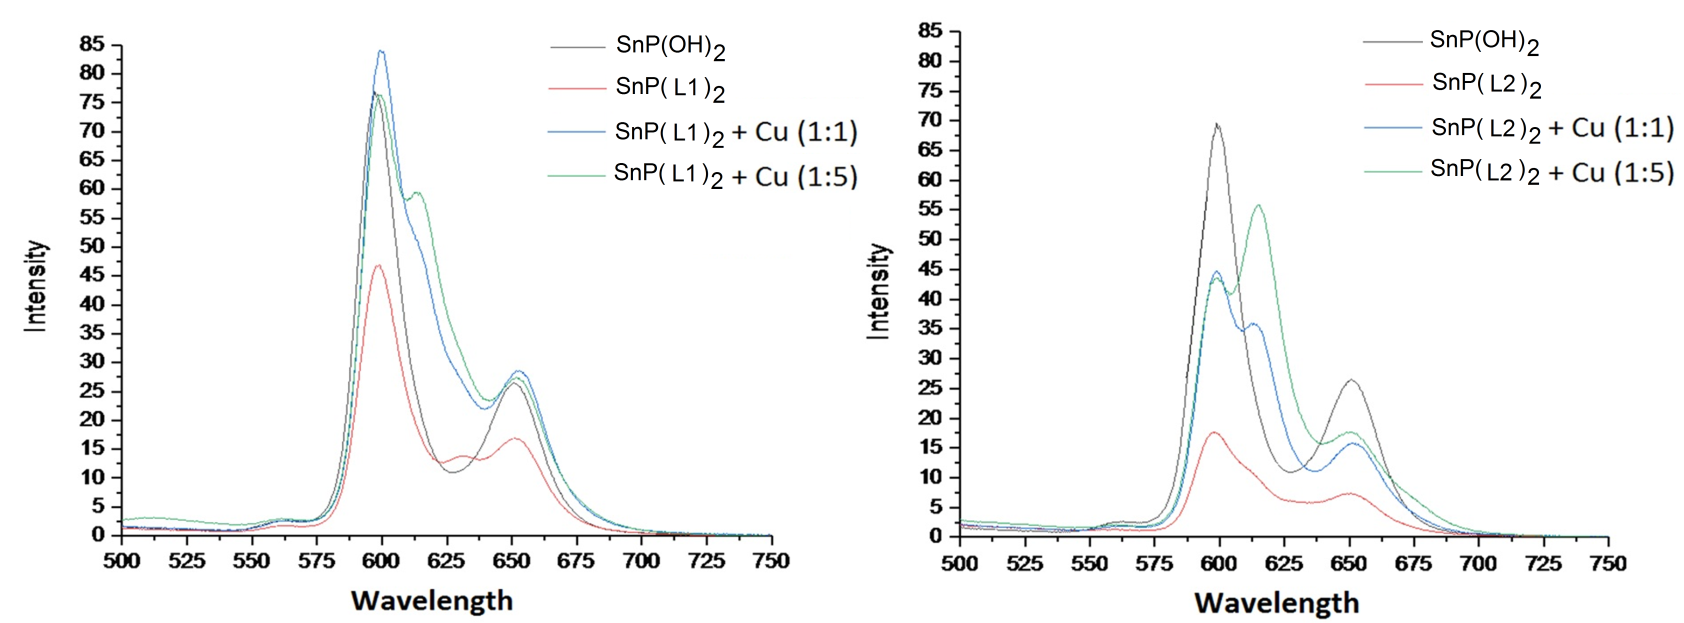 85
80
75
70
65
60
55
50
45
40
35
30
25
20
15
10
5
0
Intensity
500 525 550 575 600 625 650 675 700 725 750
Wavelength
SnP(OH)2
SnP( L1 )2
SnP( L1 )2 + Cu (1:1)
SnP( L1 )2 + Cu (1:5)
85
80
75
70
65
60
55
50
45
40
35
30
25
20
15
10
5
0
Intensity
500 525 550 575 600 625 650 675 700 725 750
Wavelength
SnP(OH)2
SnP( L2 )2
SnP( L2 )2 + Cu (1:1)
SnP( L2 )2 + Cu (1:5)